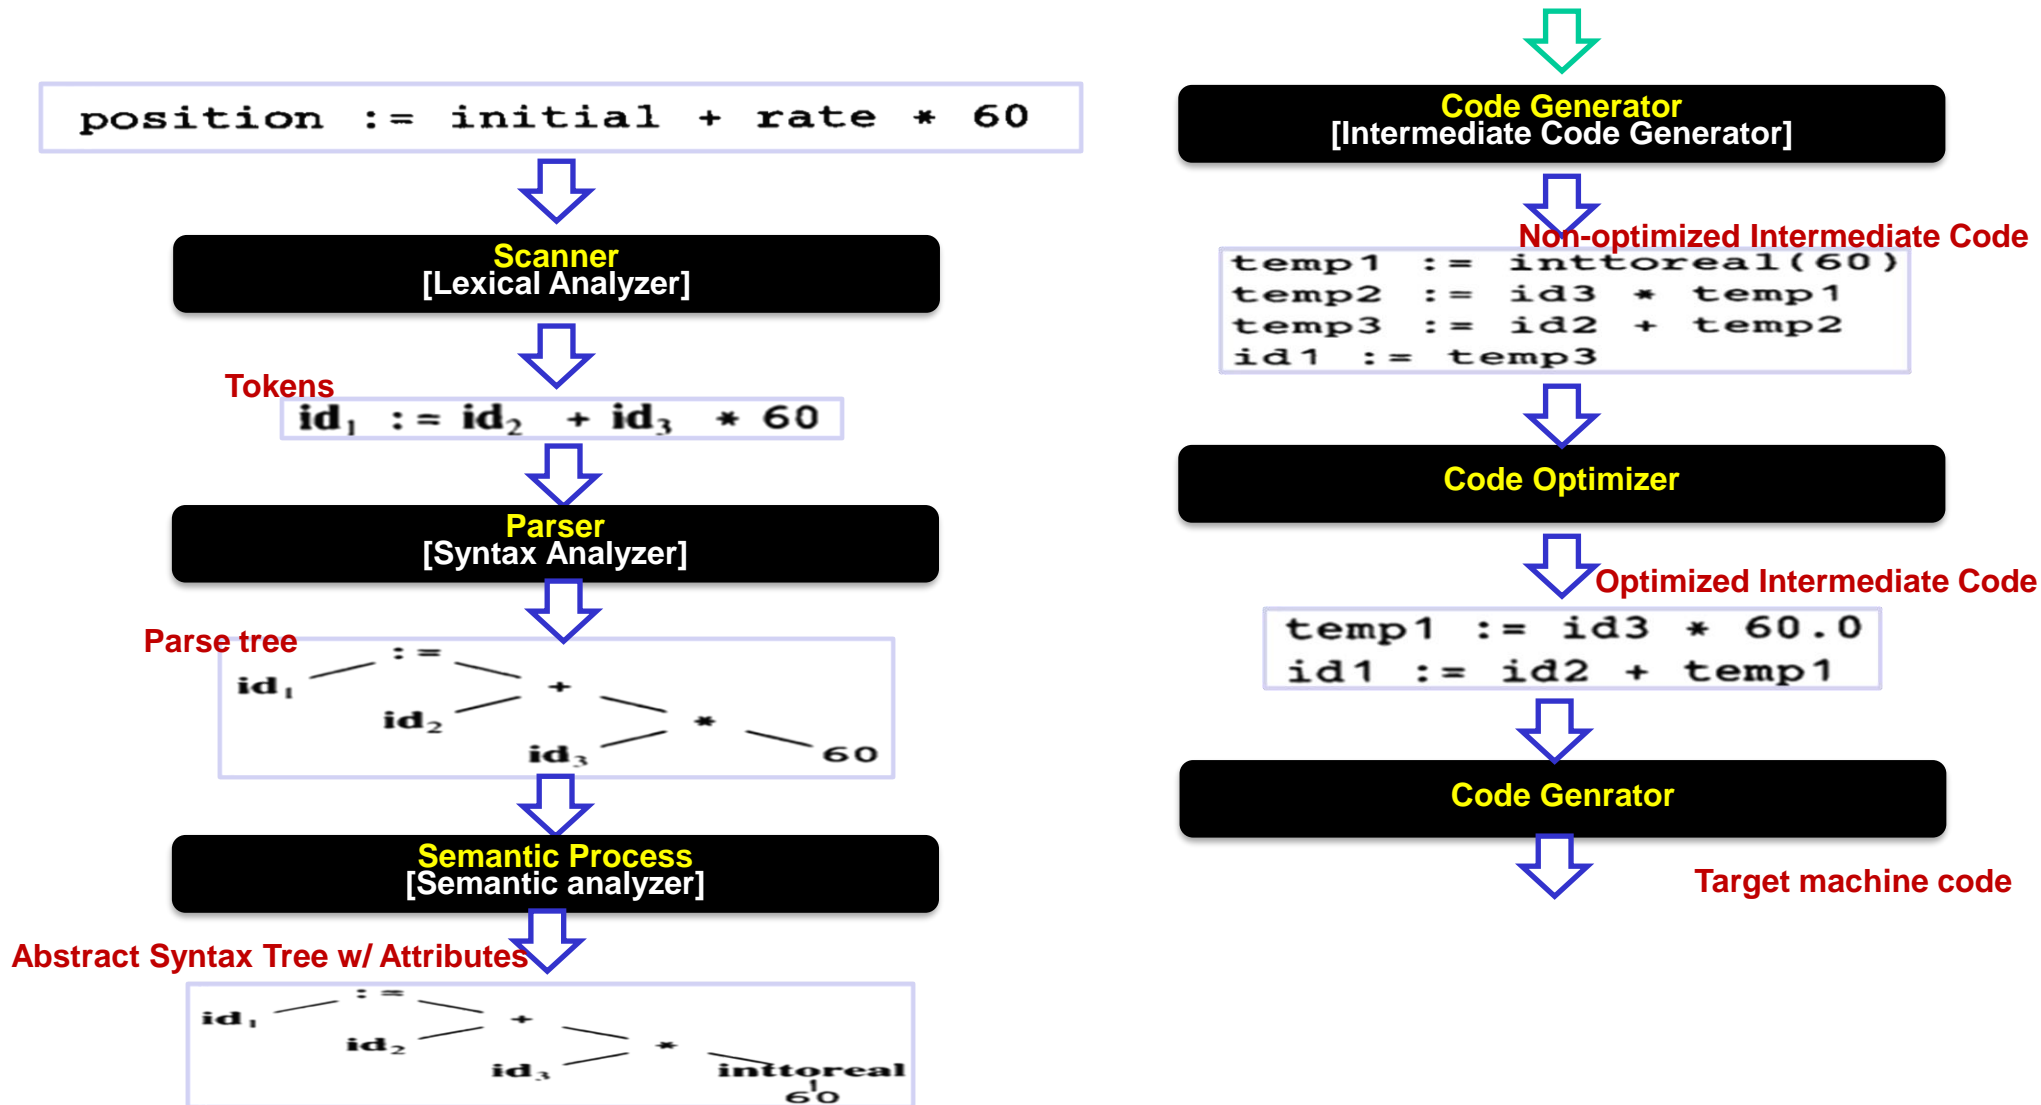 position := initial + rate * 60
Scanner
[Lexical Analyzer]
Tokens
id1 := id2 + id3 * 60
Parser
[Syntax Analyzer]
Parse tree
:=
id1 +
id2 *
id3 60
Semantic Process
[Semantic analyzer]
Abstract Syntax Tree w/ Attributes
:=
id1 +
id2 *
id3 inttoreal
60
Code Generator
[Intermediate Code Generator]
Non-optimized Intermediate Code
temp1 := inttoreal(60)
temp2 := id3 * temp1
temp3 := id2 + temp2
id1 := temp3
Code Optimizer
Optimized Intermediate Code
temp1 := id3 * 60.0
id1 := id2 + temp1
Code Genrator
Target machine code